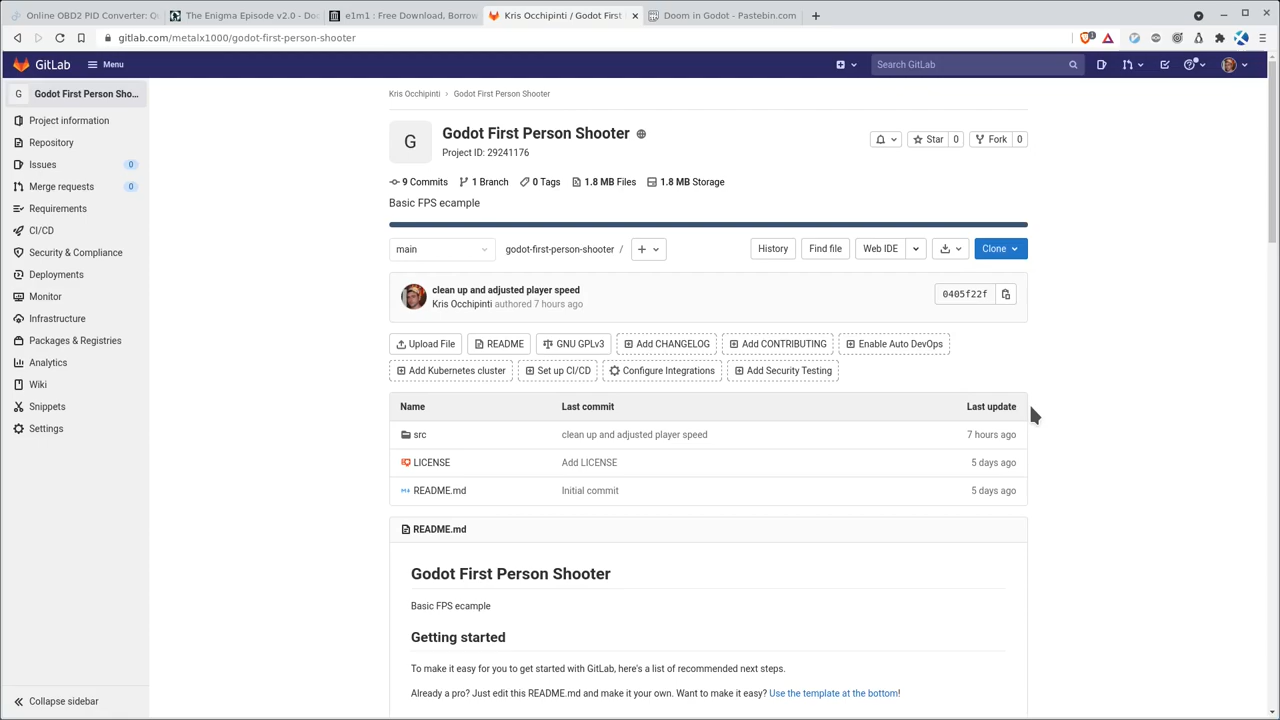 Online OBD2 PID Converter: Q
The Enigma Episode v2.0 - Do
e1m1 : Free Download, Borrow
Kris Occhipinti / Godot First
Doom in Godot - Pastebin.com
gitlab.com/metalx1000/godot-first-person-shooter
1
GitLab
Menu
Search GitLab
G Godot First Person Sho...
Project information
Repository
Issues 0
Merge requests 0
Requirements
CI/CD
Security & Compliance
Deployments
Monitor
Infrastructure
Packages & Registries
Analytics
Wiki
Snippets
Settings
Collapse sidebar
Kris Occhipinti › Godot First Person Shooter
G
Godot First Person Shooter
Project ID: 29241176
Star 0
Fork 0
9 Commits 1 Branch 0 Tags 1.8 MB Files 1.8 MB Storage
Basic FPS ecample
main
godot-first-person-shooter /
+
History
Find file
Web IDE
Clone
clean up and adjusted player speed
Kris Occhipinti authored 7 hours ago
0405f22f
Upload File README GNU GPLv3 Add CHANGELOG Add CONTRIBUTING Enable Auto DevOps
Add Kubernetes cluster Set up CI/CD Configure Integrations Add Security Testing
Name Last commit Last update
src clean up and adjusted player speed 7 hours ago
LICENSE Add LICENSE 5 days ago
README.md Initial commit 5 days ago
README.md
Godot First Person Shooter
Basic FPS ecample
Getting started
To make it easy for you to get started with GitLab, here's a list of recommended next steps.
Already a pro? Just edit this README.md and make it your own. Want to make it easy? Use the template at the bottom!